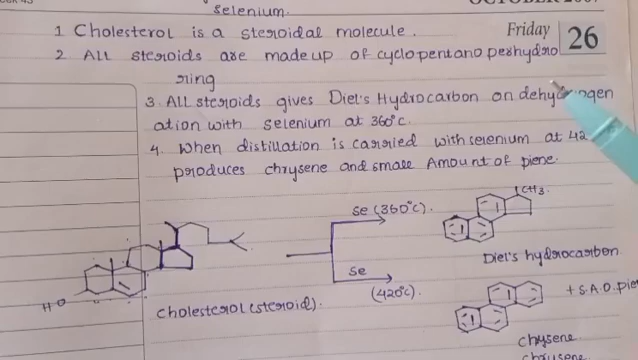 selenium.
Friday 26
1 Cholesterol is a steroidal molecule.
2 All steroids are made up of cyclopentano perhydro
ring
3. All steroids gives Diel's Hydrocarbon on dehydrogen
ation with selenium at 360°c.
4. When distillation is carried with selenium at 42
produces chrysene and small Amount of piene.
CH3.
Se (360°c).
Diel's hydrocarbon
HO
Se
(420°c).
cholesterol (steroid).
+ S.A.O. pie
chysene